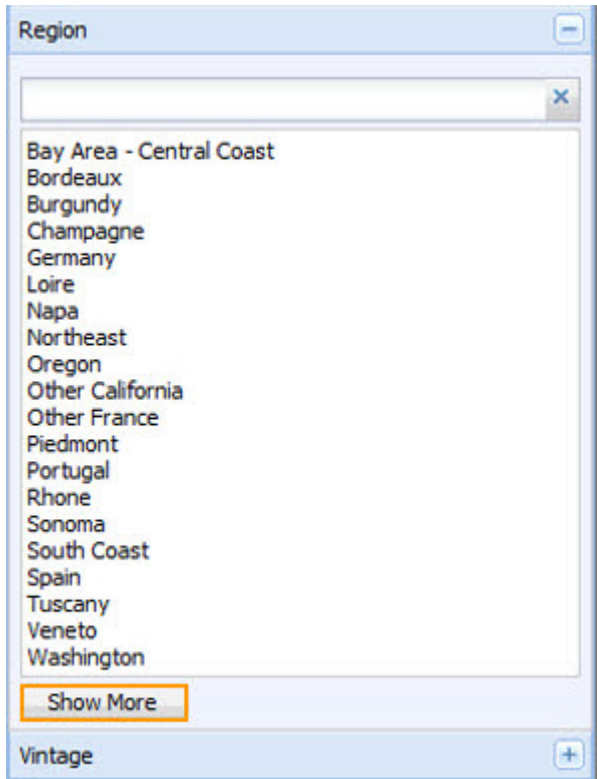 Region
Bay Area - Central Coast
Bordeaux
Burgundy
Champagne
Germany
Loire
Napa
Northeast
Oregon
Other California
Other France
Piedmont
Portugal
Rhone
Sonoma
South Coast
Spain
Tuscany
Veneto
Washington
Show More
Vintage